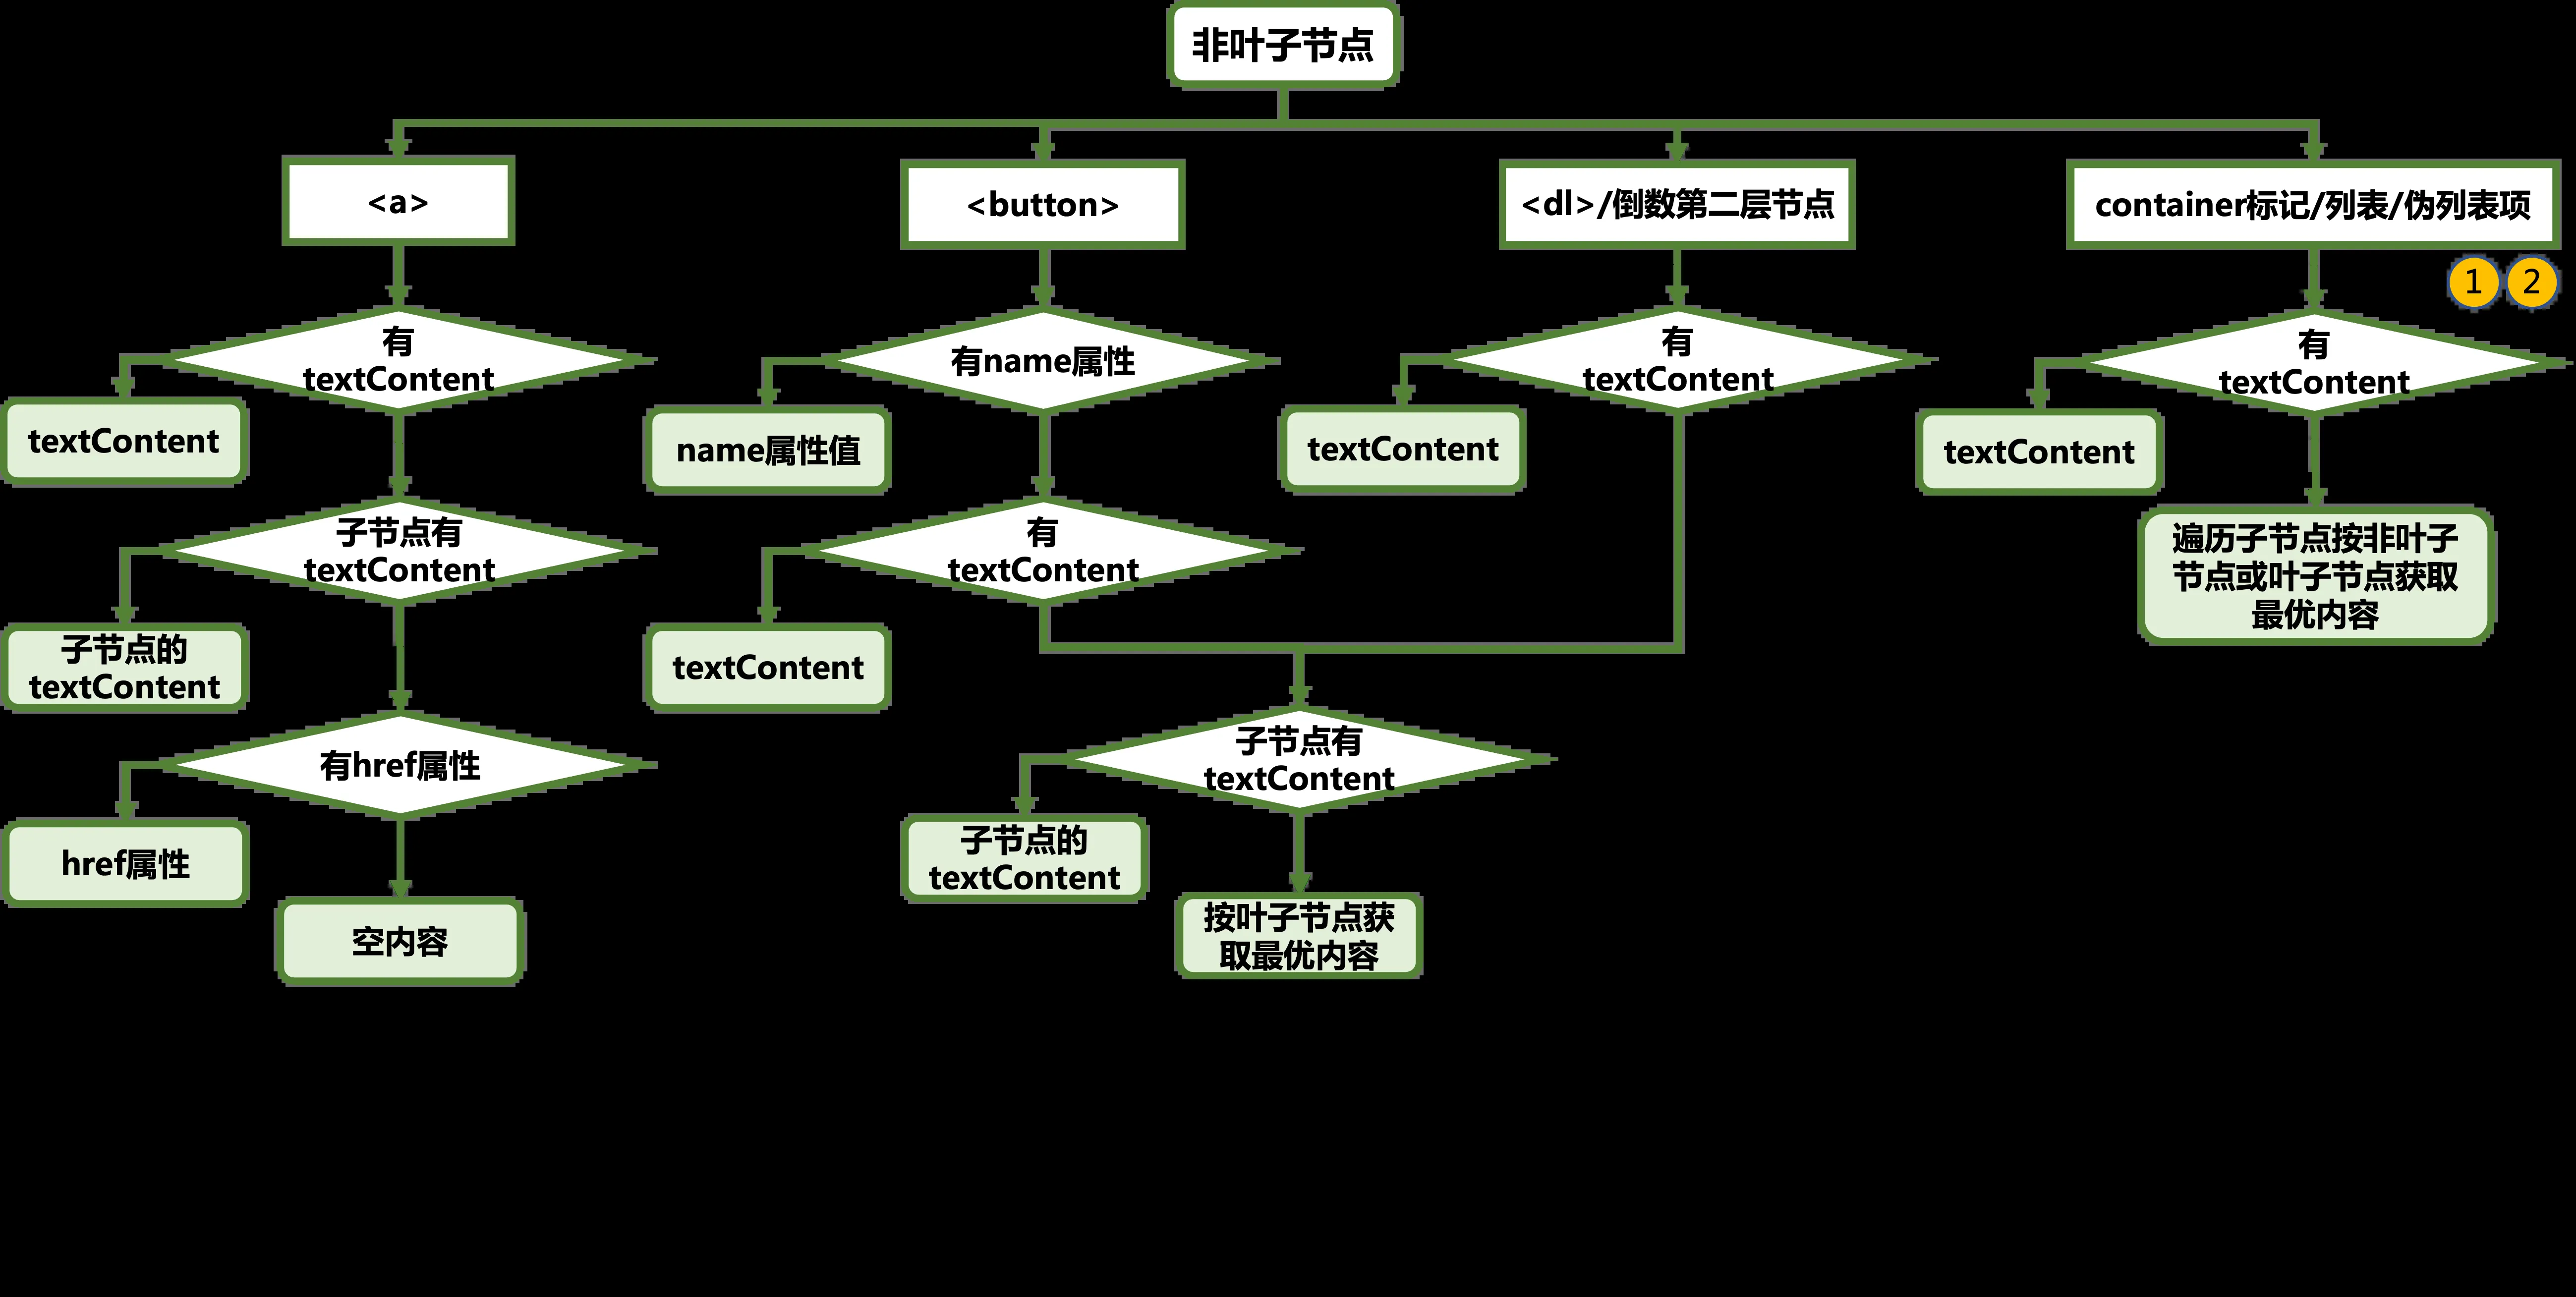 非叶子节点
<a>
<button>
<dl>/倒数第二层节点
container标记/列表/伪列表项
1
2
有
textContent
有name属性
有
textContent
有
textContent
textContent
name属性值
textContent
textContent
子节点有
textContent
有
textContent
遍历子节点按非叶子
节点或叶子节点获取
最优内容
子节点的
textContent
textContent
有href属性
子节点有
textContent
href属性
子节点的
textContent
空内容
按叶子节点获
取最优内容